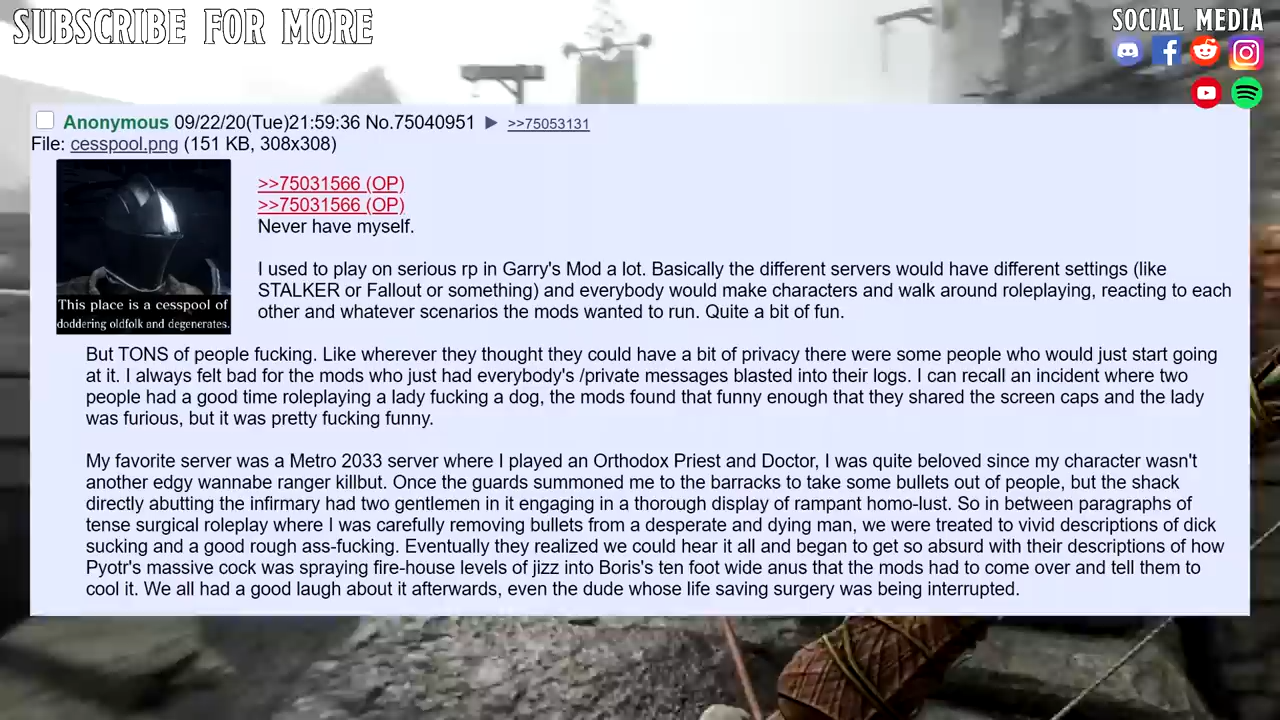 SUBSCRIBE FOR MORE
SOCIAL MEDIA
Anonymous 09/22/20(Tue)21:59:36 No.75040951 ▶ >>75053131
File: cesspool.png (151 KB, 308x308)
This place is a cesspool of
doddering oldfolk and degenerates.
>>75031566 (OP)
>>75031566 (OP)
Never have myself.
I used to play on serious rp in Garry's Mod a lot. Basically the different servers would have different settings (like
STALKER or Fallout or something) and everybody would make characters and walk around roleplaying, reacting to each
other and whatever scenarios the mods wanted to run. Quite a bit of fun.
But TONS of people fucking. Like wherever they thought they could have a bit of privacy there were some people who would just start going
at it. I always felt bad for the mods who just had everybody's /private messages blasted into their logs. I can recall an incident where two
people had a good time roleplaying a lady fucking a dog, the mods found that funny enough that they shared the screen caps and the lady
was furious, but it was pretty fucking funny.
My favorite server was a Metro 2033 server where I played an Orthodox Priest and Doctor, I was quite beloved since my character wasn't
another edgy wannabe ranger killbut. Once the guards summoned me to the barracks to take some bullets out of people, but the shack
directly abutting the infirmary had two gentlemen in it engaging in a thorough display of rampant homo-lust. So in between paragraphs of
tense surgical roleplay where I was carefully removing bullets from a desperate and dying man, we were treated to vivid descriptions of dick
sucking and a good rough ass-fucking. Eventually they realized we could hear it all and began to get so absurd with their descriptions of how
Pyotr's massive cock was spraying fire-house levels of jizz into Boris's ten foot wide anus that the mods had to come over and tell them to
cool it. We all had a good laugh about it afterwards, even the dude whose life saving surgery was being interrupted.